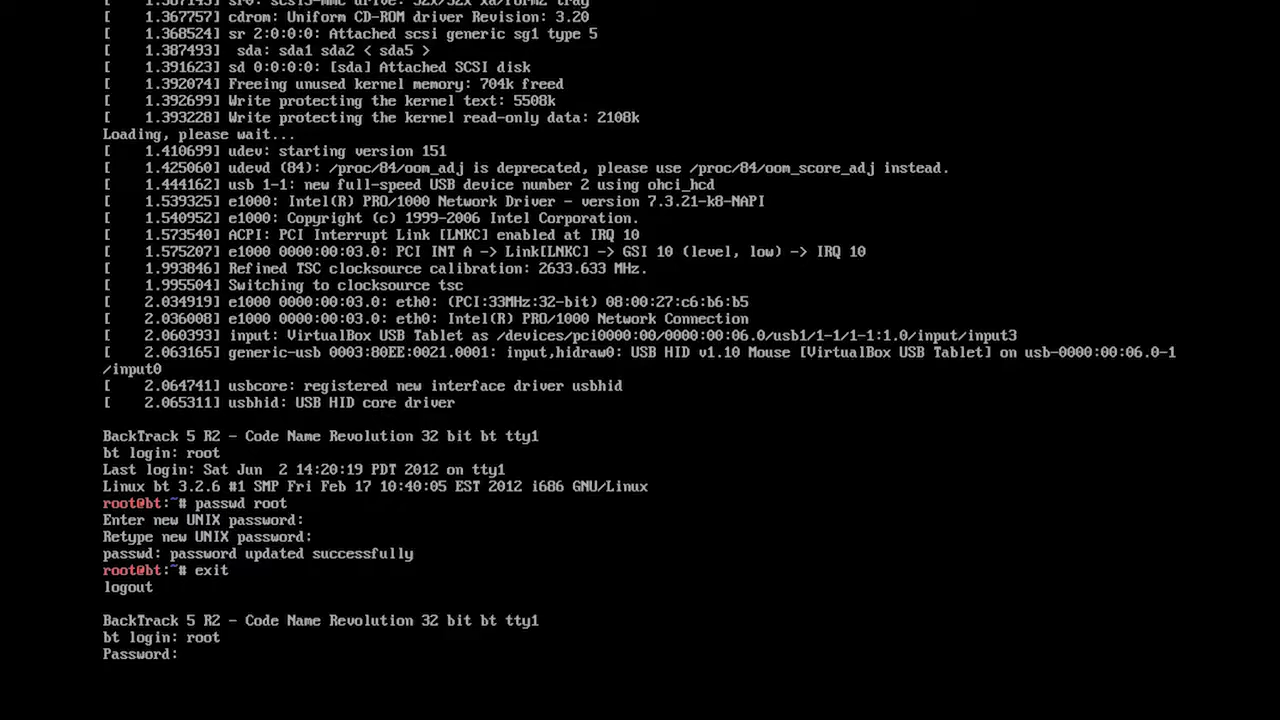 [    1.367143] sr0: scsi3-mmc drive: 32x/32x xa/form2 tray
[    1.367757] cdrom: Uniform CD-ROM driver Revision: 3.20
[    1.368524] sr 2:0:0:0: Attached scsi generic sg1 type 5
[    1.387493]  sda: sda1 sda2 < sda5 >
[    1.391623] sd 0:0:0:0: [sda] Attached SCSI disk
[    1.392074] Freeing unused kernel memory: 704k freed
[    1.392699] Write protecting the kernel text: 5508k
[    1.393228] Write protecting the kernel read-only data: 2108k
Loading, please wait...
[    1.410699] udev: starting version 151
[    1.425060] udevd (84): /proc/84/oom_adj is deprecated, please use /proc/84/oom_score_adj instead.
[    1.444162] usb 1-1: new full-speed USB device number 2 using ohci_hcd
[    1.539325] e1000: Intel(R) PRO/1000 Network Driver - version 7.3.21-k8-NAPI
[    1.540952] e1000: Copyright (c) 1999-2006 Intel Corporation.
[    1.573540] ACPI: PCI Interrupt Link [LNKC] enabled at IRQ 10
[    1.575207] e1000 0000:00:03.0: PCI INT A -> Link[LNKC] -> GSI 10 (level, low) -> IRQ 10
[    1.993846] Refined TSC clocksource calibration: 2633.633 MHz.
[    1.995504] Switching to clocksource tsc
[    2.034919] e1000 0000:00:03.0: eth0: (PCI:33MHz:32-bit) 08:00:27:c6:b6:b5
[    2.036008] e1000 0000:00:03.0: eth0: Intel(R) PRO/1000 Network Connection
[    2.060393] input: VirtualBox USB Tablet as /devices/pci0000:00/0000:00:06.0/usb1/1-1/1-1:1.0/input/input3
[    2.063165] generic-usb 0003:80EE:0021.0001: input,hidraw0: USB HID v1.10 Mouse [VirtualBox USB Tablet] on usb-0000:00:06.0-1
/input0
[    2.064741] usbcore: registered new interface driver usbhid
[    2.065311] usbhid: USB HID core driver
BackTrack 5 R2 - Code Name Revolution 32 bit bt tty1
bt login: root
Last login: Sat Jun  2 14:20:19 PDT 2012 on tty1
Linux bt 3.2.6 #1 SMP Fri Feb 17 10:40:05 EST 2012 i686 GNU/Linux
root@bt:~# passwd root
Enter new UNIX password:
Retype new UNIX password:
passwd: password updated successfully
root@bt:~# exit
logout
BackTrack 5 R2 - Code Name Revolution 32 bit bt tty1
bt login: root
Password: